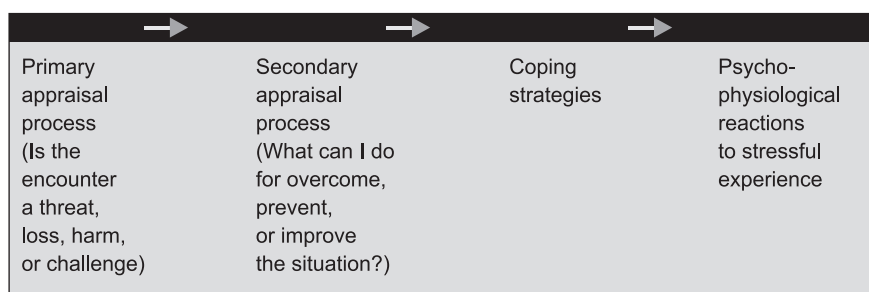 Primary
appraisal
process
(Is the
encounter
a threat,
loss, harm,
or challenge)
Secondary
appraisal
process
(What can I do
for overcome,
prevent,
or improve
the situation?)
Coping
strategies
Psycho-
physiological
reactions
to stressful
experience